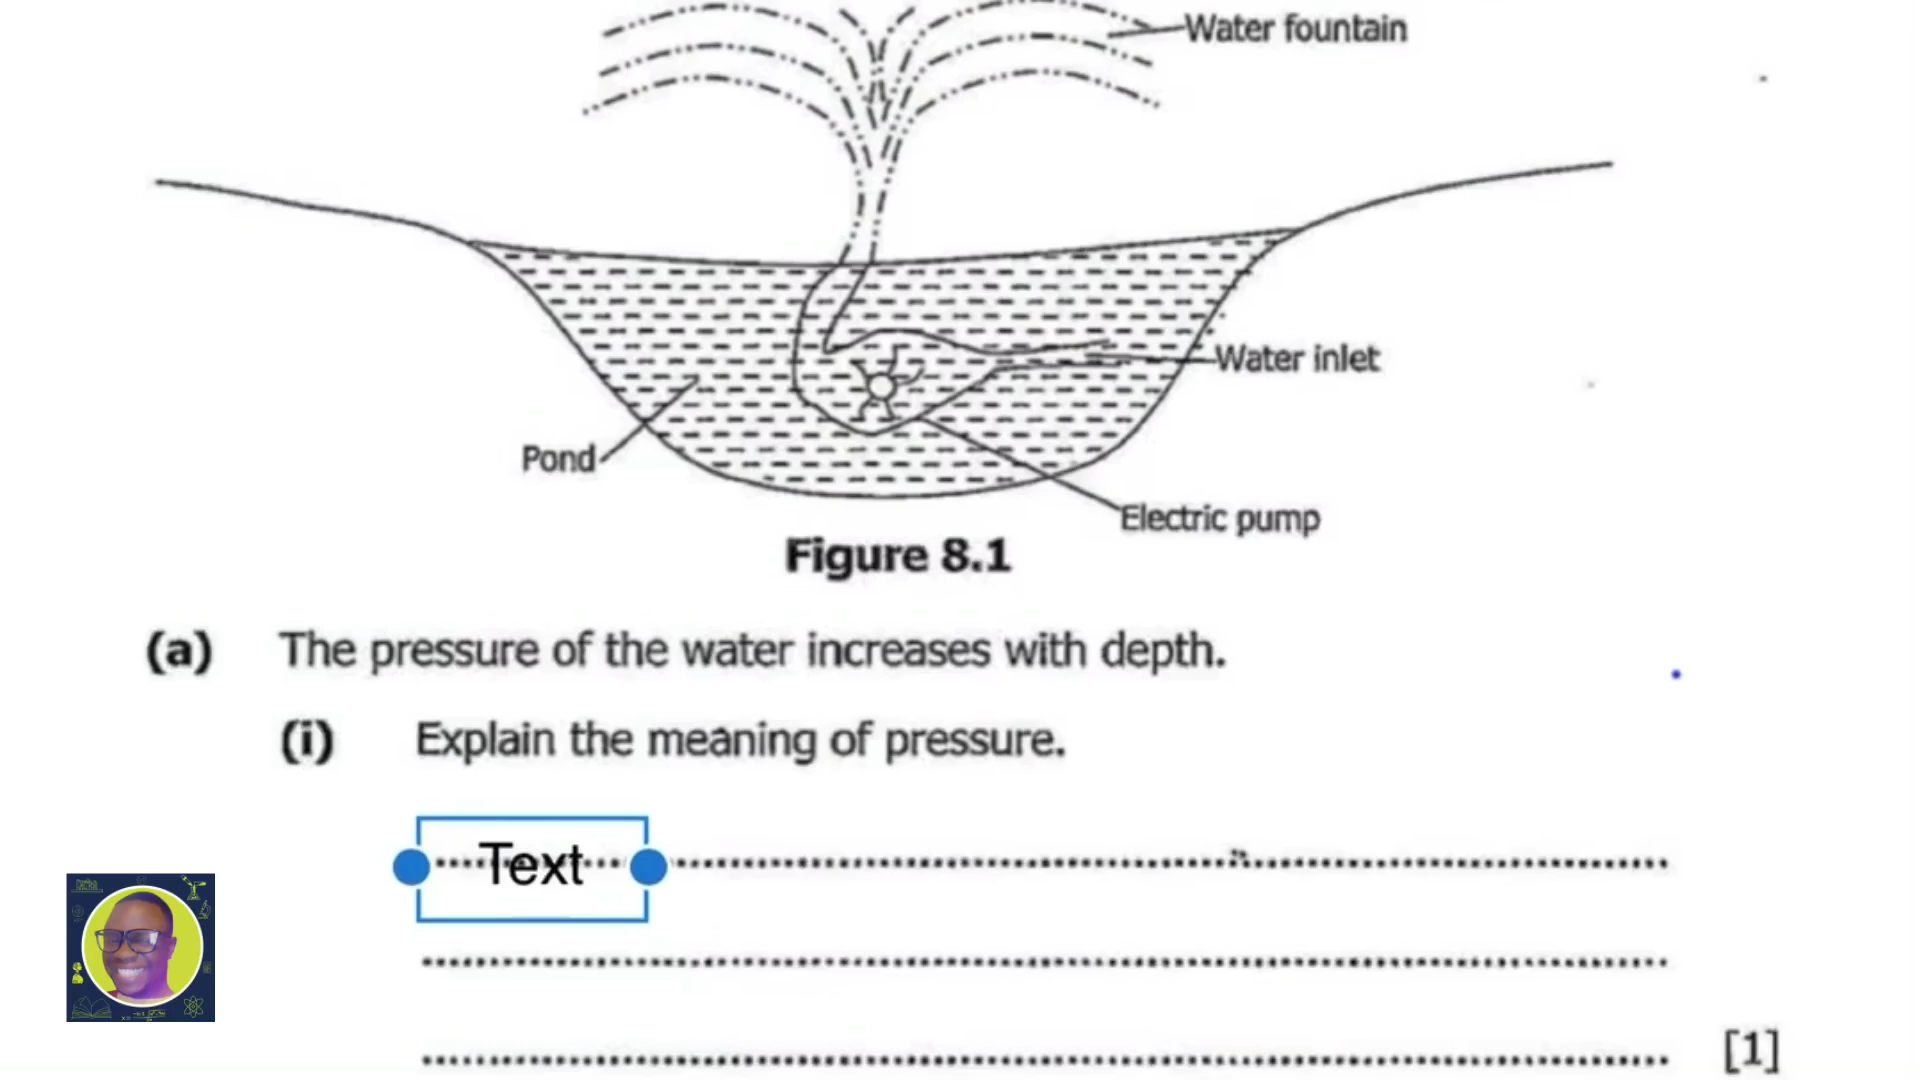 Water fountain
Water inlet
Pond
Electric pump
Figure 8.1
(a) The pressure of the water increases with depth.
(i) Explain the meaning of pressure.
Text
[1]